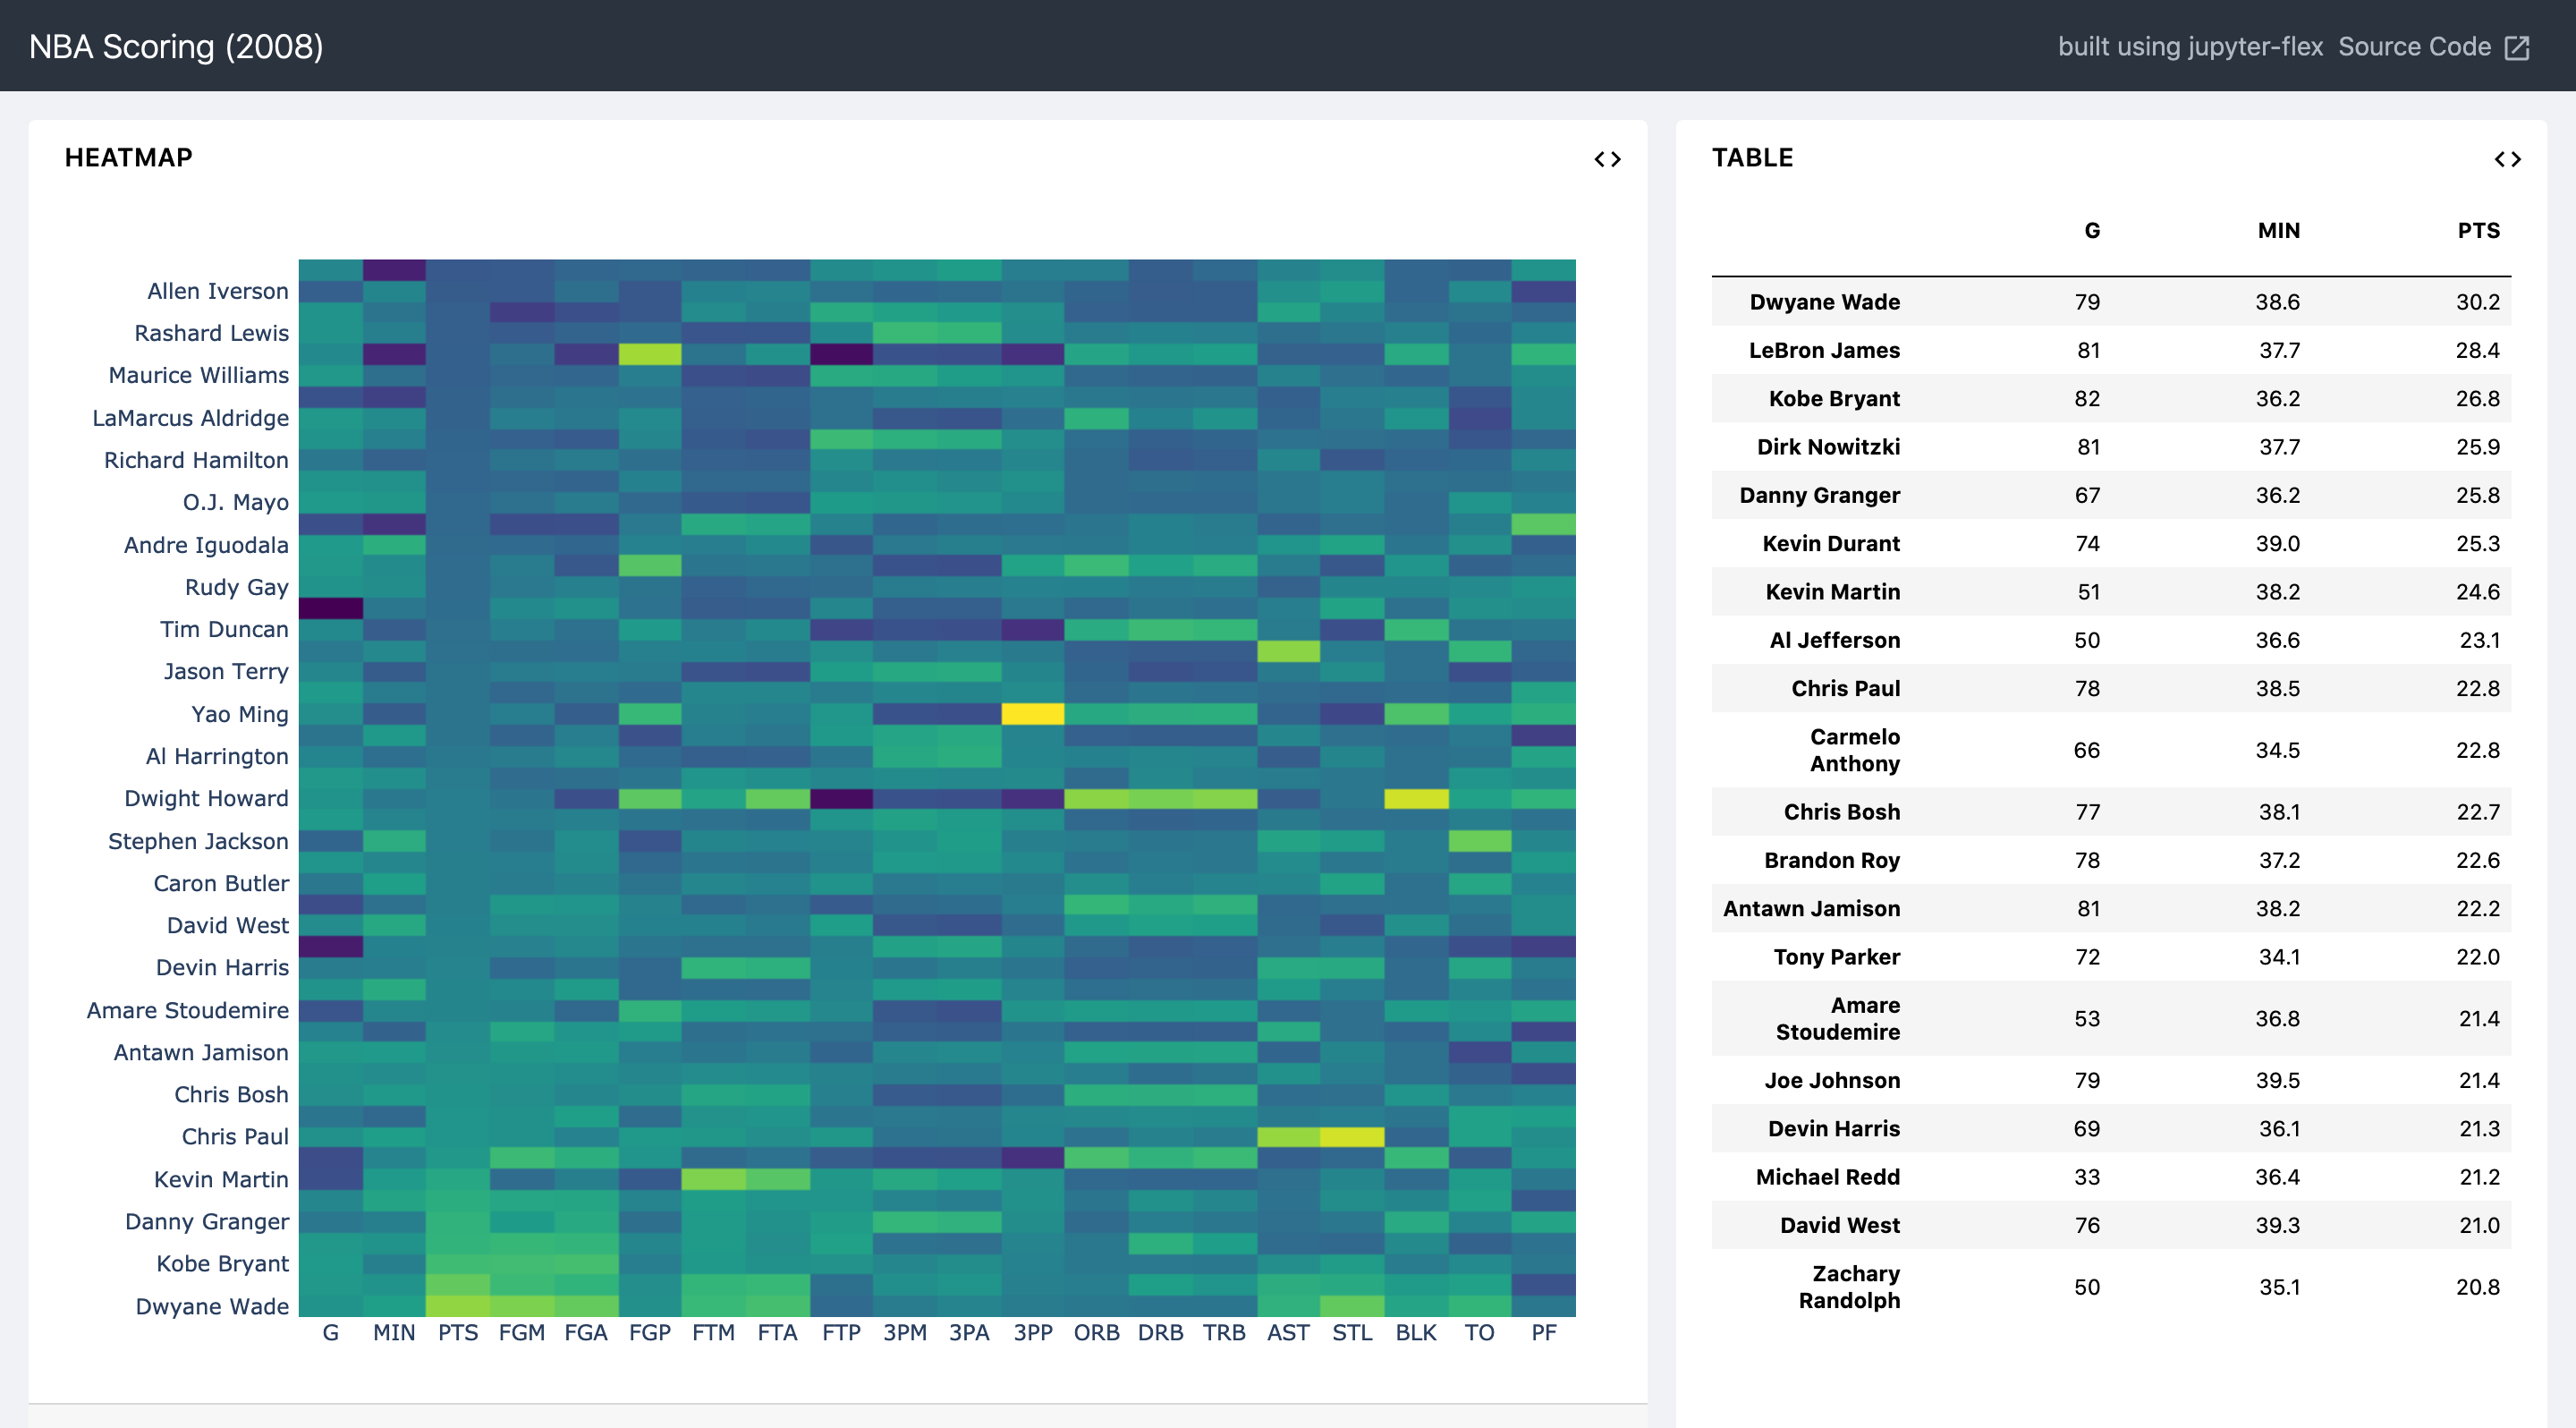 NBA Scoring (2008)
built using jupyter-flex Source Code
HEATMAP
<>
Allen Iverson
Rashard Lewis
Maurice Williams
LaMarcus Aldridge
Richard Hamilton
O.J. Mayo
Andre Iguodala
Rudy Gay
Tim Duncan
Jason Terry
Yao Ming
Al Harrington
Dwight Howard
Stephen Jackson
Caron Butler
David West
Devin Harris
Amare Stoudemire
Antawn Jamison
Chris Bosh
Chris Paul
Kevin Martin
Danny Granger
Kobe Bryant
Dwyane Wade
G MIN PTS FGM FGA FGP FTM FTA FTP 3PM 3PA 3PP ORB DRB TRB AST STL BLK TO PF
TABLE
<>
G MIN PTS
Dwyane Wade 79 38.6 30.2
LeBron James 81 37.7 28.4
Kobe Bryant 82 36.2 26.8
Dirk Nowitzki 81 37.7 25.9
Danny Granger 67 36.2 25.8
Kevin Durant 74 39.0 25.3
Kevin Martin 51 38.2 24.6
Al Jefferson 50 36.6 23.1
Chris Paul 78 38.5 22.8
Carmelo
Anthony 66 34.5 22.8
Chris Bosh 77 38.1 22.7
Brandon Roy 78 37.2 22.6
Antawn Jamison 81 38.2 22.2
Tony Parker 72 34.1 22.0
Amare
Stoudemire 53 36.8 21.4
Joe Johnson 79 39.5 21.4
Devin Harris 69 36.1 21.3
Michael Redd 33 36.4 21.2
David West 76 39.3 21.0
Zachary
Randolph 50 35.1 20.8